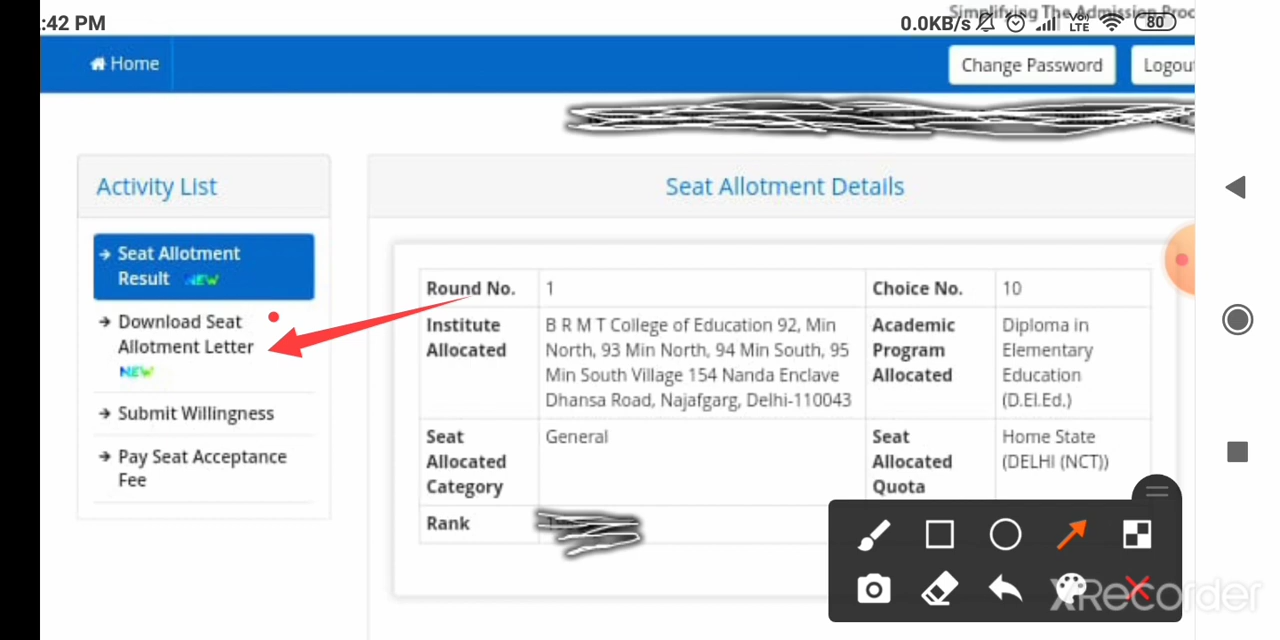 Simplifying The Admission Proc
:42 PM
0.0KB/s
Vo))
LTE
80
Home
Change Password
Logou
Activity List
Seat Allotment
Result NEW
Download Seat
Allotment Letter
NEW
Submit Willingness
Pay Seat Acceptance
Fee
Seat Allotment Details
Round No. 1 Choice No. 10
Institute
Allocated
B R M T College of Education 92, Min
North, 93 Min North, 94 Min South, 95
Min South Village 154 Nanda Enclave
Dhansa Road, Najafgarg, Delhi-110043
Academic
Program
Allocated
Diploma in
Elementary
Education
(D.El.Ed.)
Seat
Allocated
Category
General
Seat
Allocated
Quota
Home State
(DELHI (NCT))
Rank
XRecorder